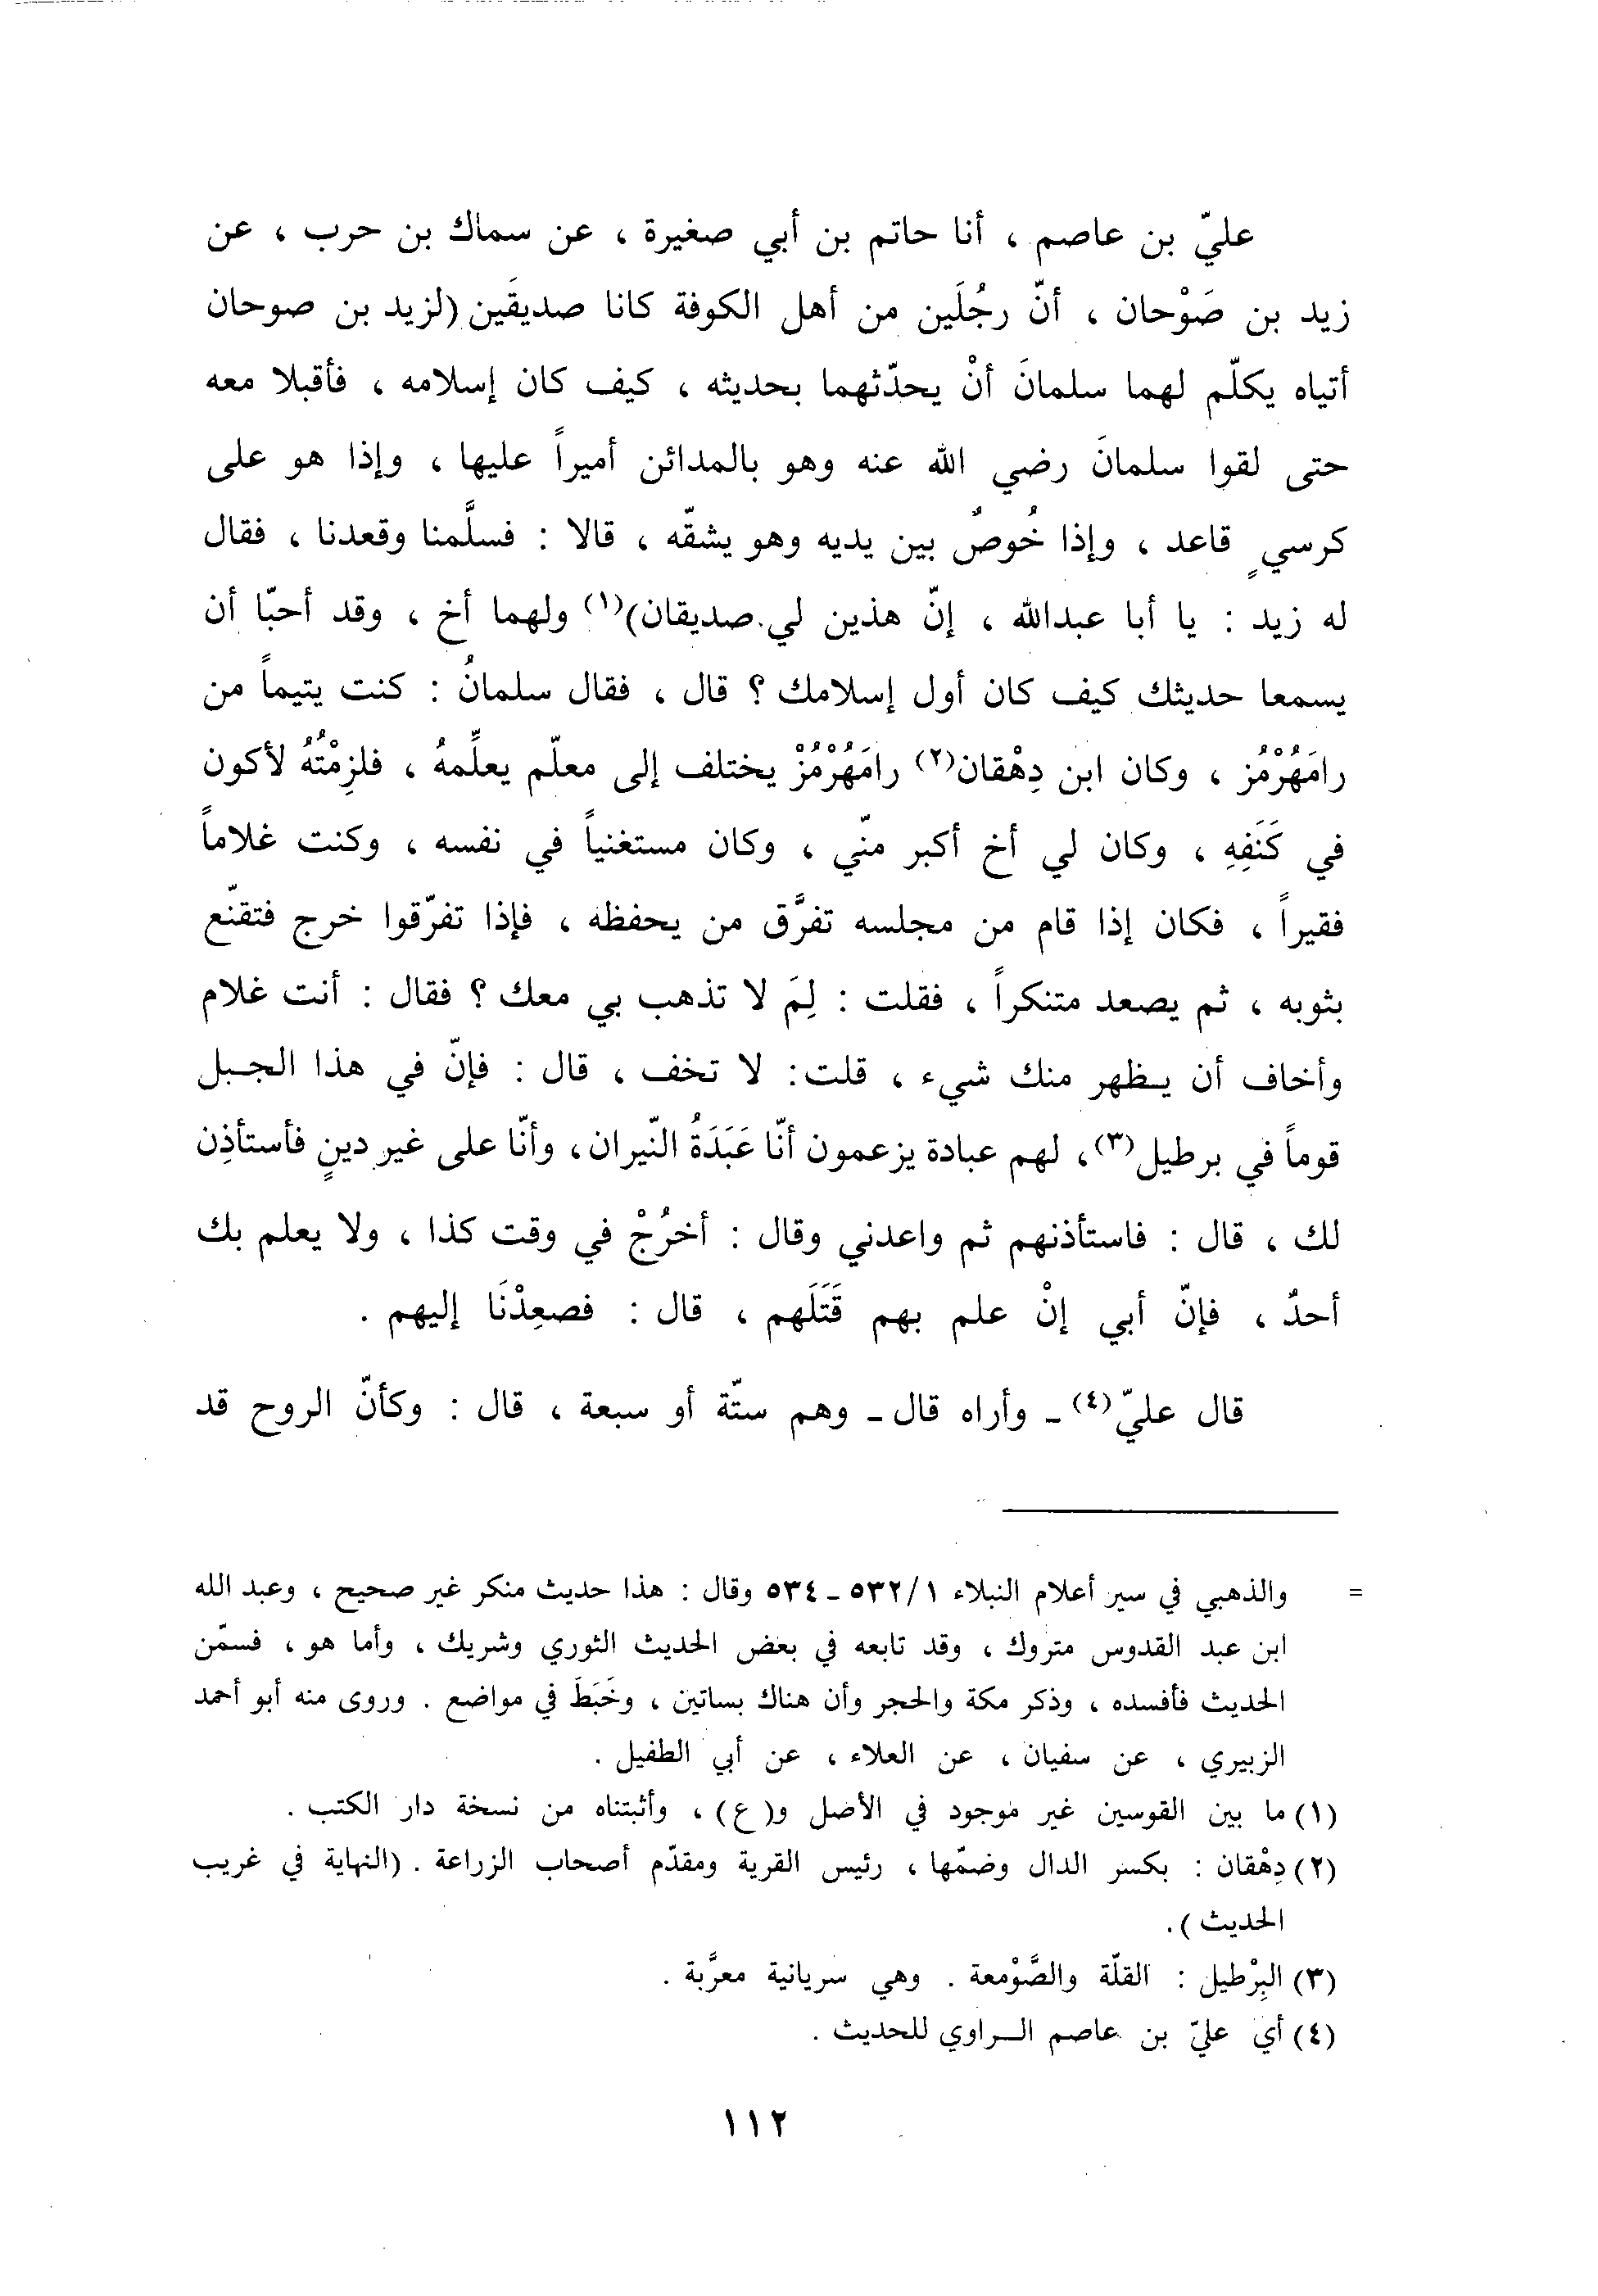 عليّ بن عاصم ، أنا حاتم بن أبي صغيرة ، عن سماك بن حرب ، عن
زيد بن صَوْحان ، أنّ رجُلَين من أهل الكوفة كانا صديقَين (لزيد بن صوحان
أتياه يكلّم لهما سلمانَ أنْ يحدّثهما بحديثه ، كيف كان إسلامه ، فأقبلا معه
حتى لقوا سلمانَ رضي الله عنه وهو بالمدائن أميراً عليها ، وإذا هو على
كرسيٍ قاعد ، وإذا خُوصٌ بين يديه وهو يشقّه ، قالا : فسلَّمنا وقعدنا ، فقال
له زيد : يا أبا عبدالله ، إنّ هذين لي صديقان)(١) ولهما أخ ، وقد أحبّا أن
يسمعا حديثك كيف كان أول إسلامك ؟ قال ، فقال سلمانُ : كنت يتيماً من
رامَهُرْمُز ، وكان ابن دِهْقان(٢) رامَهُرْمُزْ يختلف إلى معلّم يعلِّمهُ ، فلزِمْتُهُ لأكون
في كَنَفِهِ ، وكان لي أخ أكبر منّي ، وكان مستغنياً في نفسه ، وكنت غلاماً
فقيراً ، فكان إذا قام من مجلسه تفرَّق من يحفظه ، فإذا تفرّقوا خرج فتقنّع
بثوبه ، ثم يصعد متنكراً ، فقلت : لِمَ لا تذهب بي معك ؟ فقال : أنت غلام
وأخاف أن يظهر منك شيء ، قلت : لا تخف ، قال : فإنّ في هذا الجبل
قوماً في برطيل(٣) ، لهم عبادة يزعمون أنّا عَبَدَةُ النّيران ، وأنّا على غير دينٍ فأستأذِن
لك ، قال : فاستأذنهم ثم واعدني وقال : أخرُجْ في وقت كذا ، ولا يعلم بك
أحدٌ ، فإنّ أبي إنْ علم بهم قَتَلَهم ، قال : فصعِدْنَا إليهم .
قال عليّ(٤) ـ وأراه قال ـ وهم ستّة أو سبعة ، قال : وكأنّ الروح قد
= والذهبي في سير أعلام النبلاء ١/ ٥٣٢ ـ ٥٣٤ وقال : هذا حديث منكر غير صحيح ، وعبد الله
ابن عبد القدوس متروك ، وقد تابعه في بعض الحديث الثوري وشريك ، وأما هو ، فسمّن
الحديث فأفسده ، وذكر مكة والحجر وأن هناك بساتين ، وخَبَطَ في مواضع . وروى منه أبو أحمد
الزبيري ، عن سفيان ، عن العلاء ، عن أبي الطفيل .
(١) ما بين القوسين غير موجود في الأصل و(ع) ، وأثبتناه من نسخة دار الكتب .
(٢) دِهْقان : بكسر الدال وضمّها ، رئيس القرية ومقدّم أصحاب الزراعة . (النهاية في غريب
الحديث ).
(٣) البِرْطيل : القلّة والصَّوْمعة . وهي سريانية معرَّبة .
(٤) أي عليّ بن عاصم الراوي للحديث .
١١٢